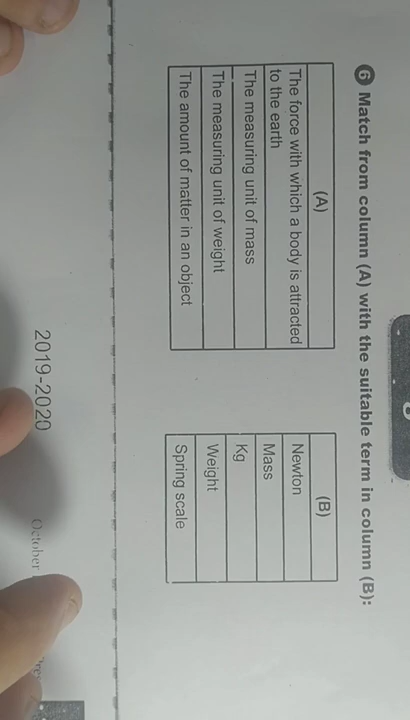 6 Match from column (A) with the suitable term in column (B):
(A)
The force with which a body is attracted
to the earth
The measuring unit of mass
The measuring unit of weight
The amount of matter in an object
(B)
Newton
Mass
Kg
Weight
Spring scale
2019-2020
October